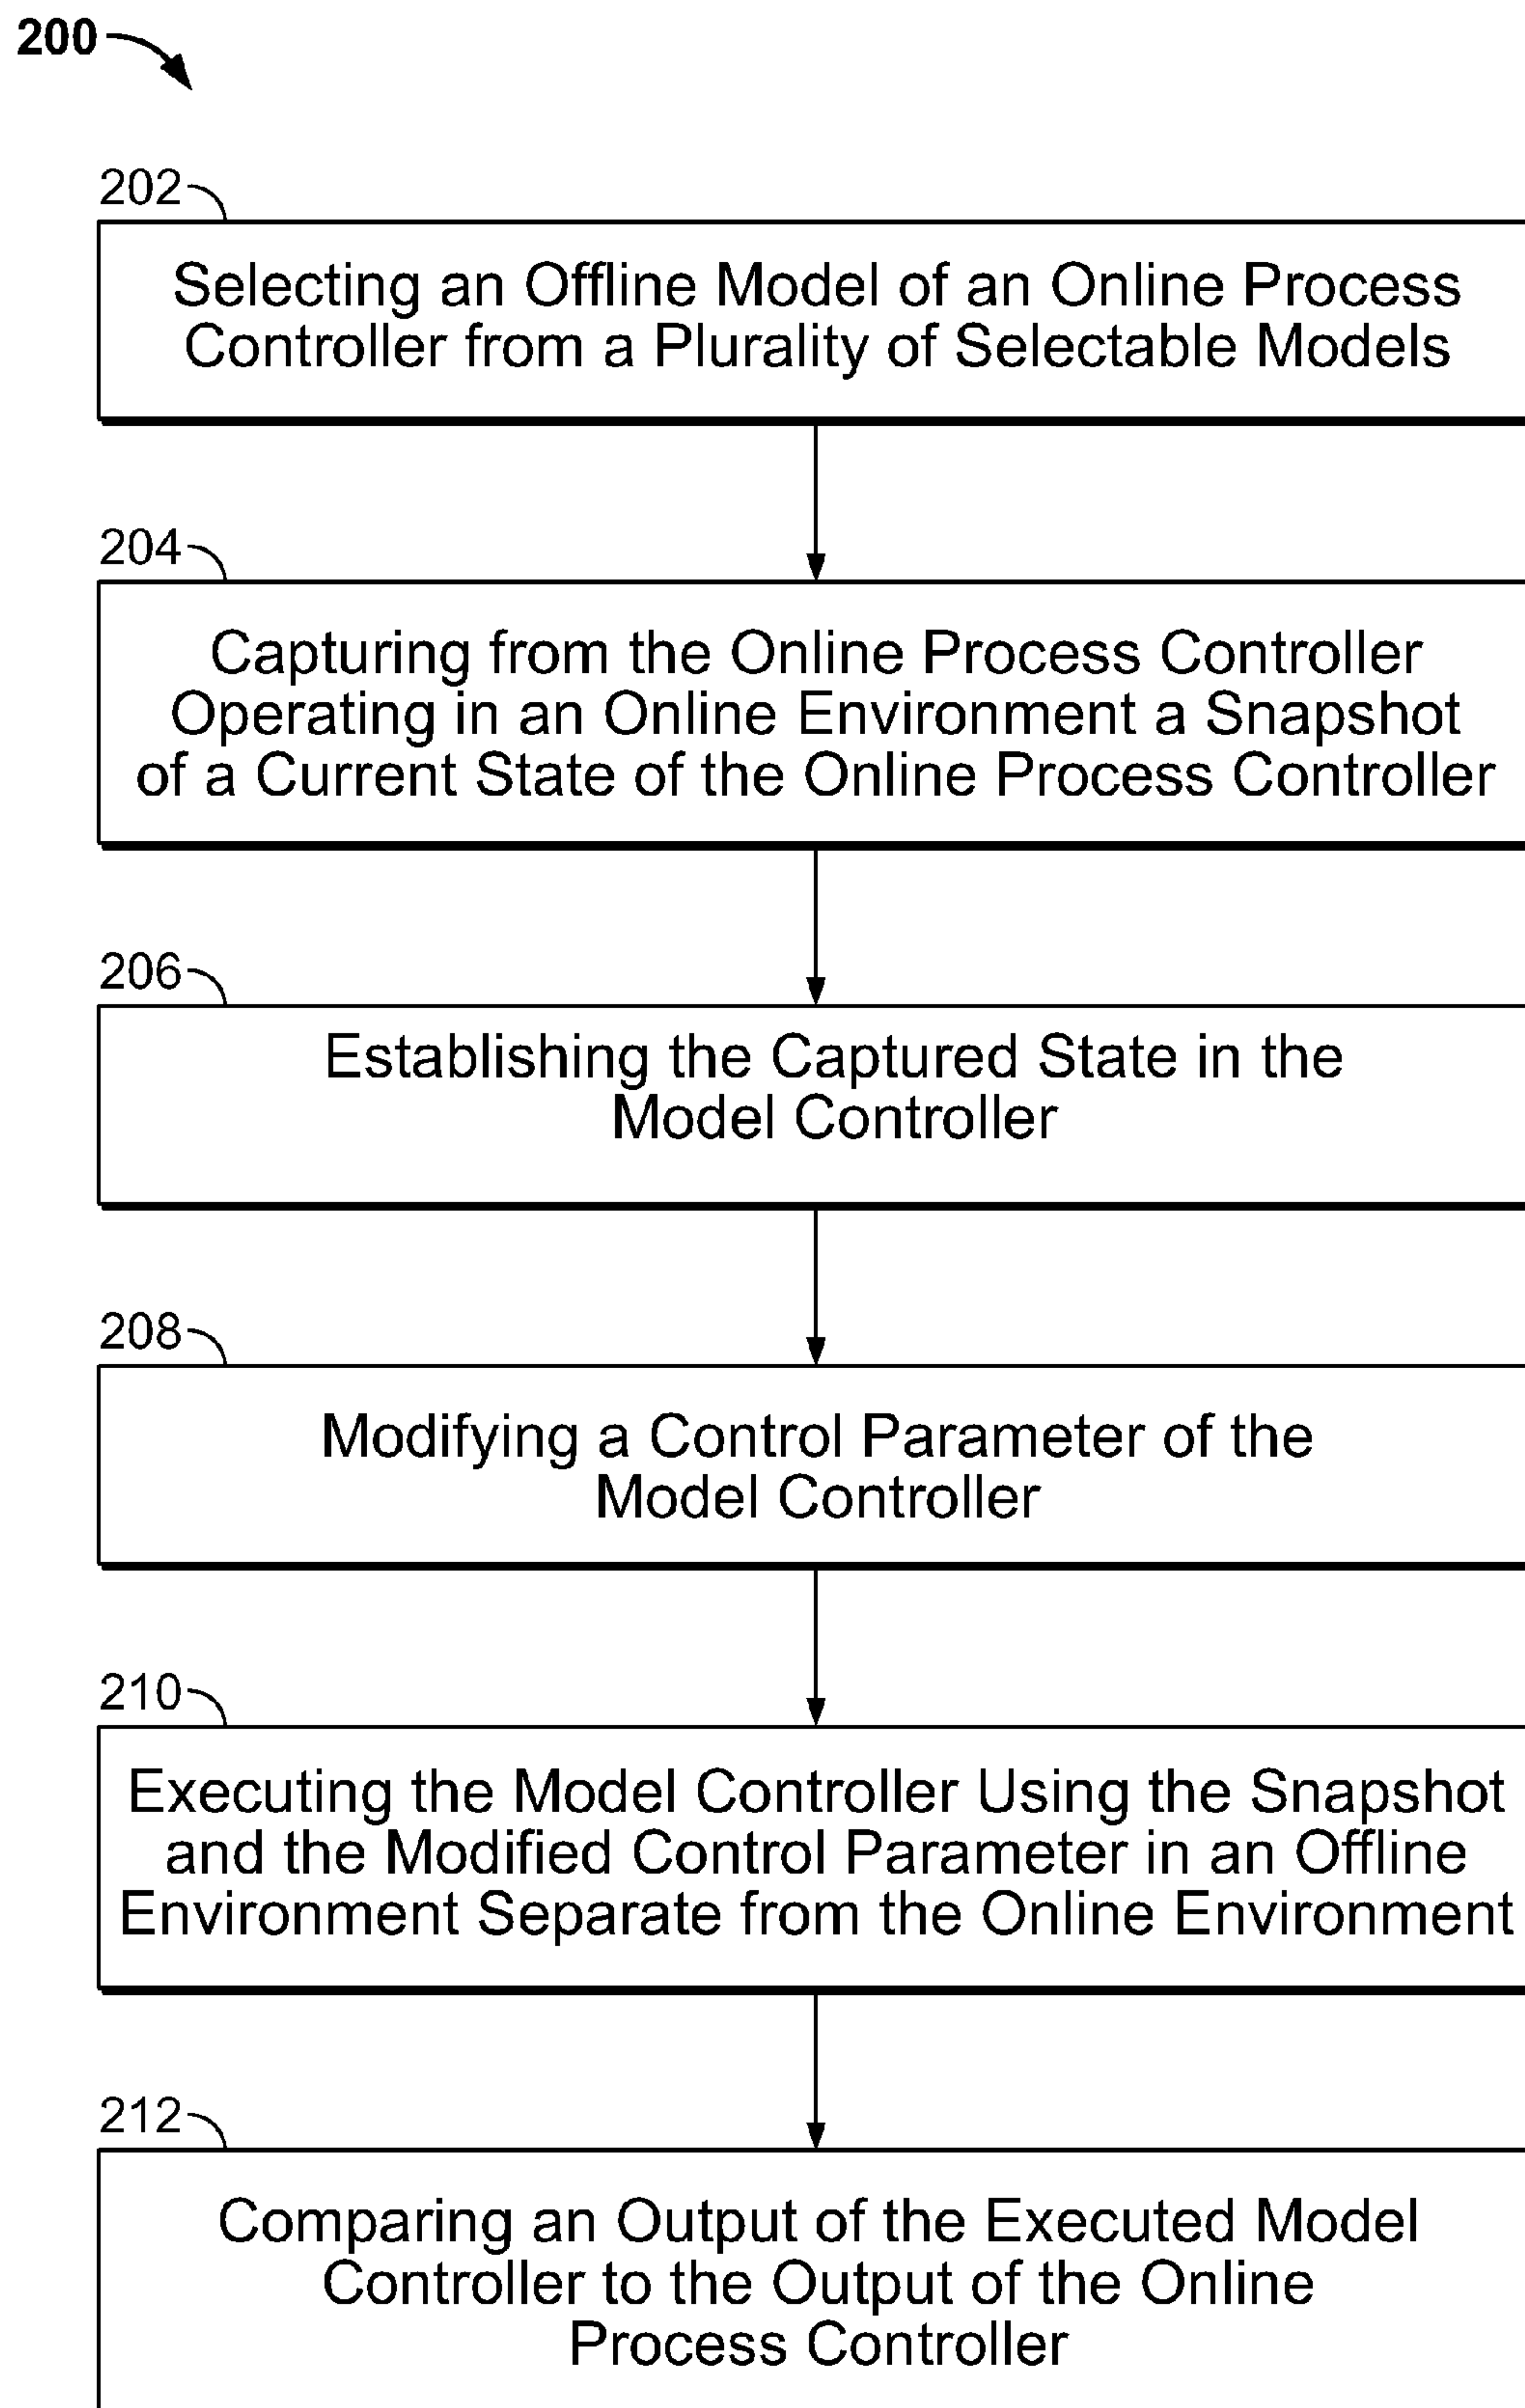 200
202
Selecting an Offline Model of an Online Process
Controller from a Plurality of Selectable Models
204
Capturing from the Online Process Controller
Operating in an Online Environment a Snapshot
of a Current State of the Online Process Controller
206
Establishing the Captured State in the
Model Controller
208
Modifying a Control Parameter of the
Model Controller
210
Executing the Model Controller Using the Snapshot
and the Modified Control Parameter in an Offline
Environment Separate from the Online Environment
212
Comparing an Output of the Executed Model
Controller to the Output of the Online
Process Controller